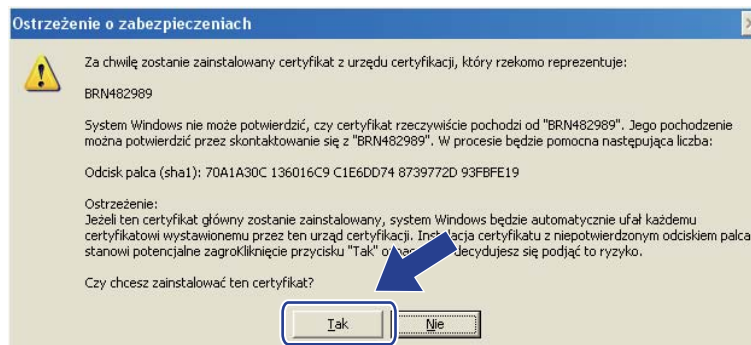 Ostrzeżenie o zabezpieczeniach
Za chwilę zostanie zainstalowany certyfikat z urzędu certyfikacji, który rzekomo reprezentuje:
BRN482989
System Windows nie może potwierdzić, czy certyfikat rzeczywiście pochodzi od "BRN482989". Jego pochodzenie
można potwierdzić przez skontaktowanie się z "BRN482989". W procesie będzie pomocna następująca liczba:
Odcisk palca (sha1): 70A1A30C 136016C9 C1E6DD74 8739772D 93FBFE19
Ostrzeżenie:
Jeżeli ten certyfikat główny zostanie zainstalowany, system Windows będzie automatycznie ufał każdemu
certyfikatowi wystawionemu przez ten urząd certyfikacji. Instalacja certyfikatu z niepotwierdzonym odciskiem palca
stanowi potencjalne zagroKliknięcie przycisku "Tak" decydujesz się podjąć to ryzyko.
Czy chcesz zainstalować ten certyfikat?
Tak Nie